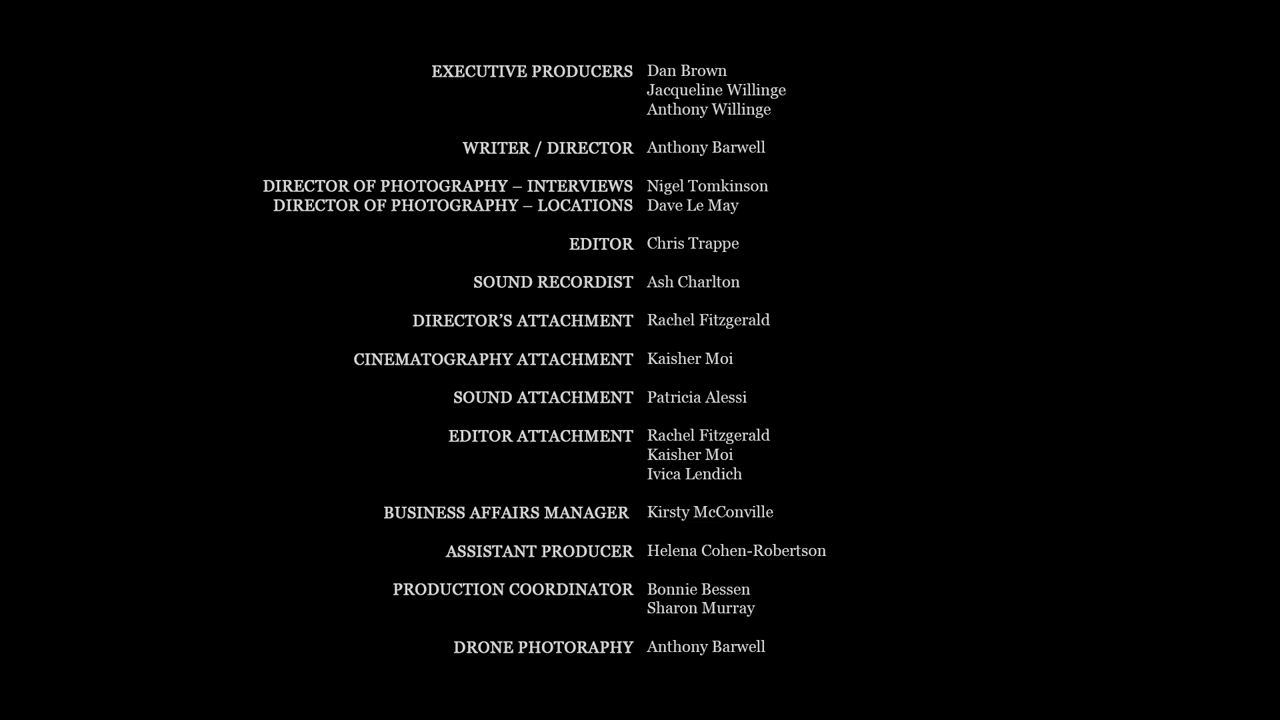 EXECUTIVE PRODUCERS Dan Brown
Jacqueline Willinge
Anthony Willinge
WRITER / DIRECTOR Anthony Barwell
DIRECTOR OF PHOTOGRAPHY – INTERVIEWS Nigel Tomkinson
DIRECTOR OF PHOTOGRAPHY – LOCATIONS Dave Le May
EDITOR Chris Trappe
SOUND RECORDIST Ash Charlton
DIRECTOR’S ATTACHMENT Rachel Fitzgerald
CINEMATOGRAPHY ATTACHMENT Kaisher Moi
SOUND ATTACHMENT Patricia Alessi
EDITOR ATTACHMENT Rachel Fitzgerald
Kaisher Moi
Ivica Lendich
BUSINESS AFFAIRS MANAGER Kirsty McConville
ASSISTANT PRODUCER Helena Cohen-Robertson
PRODUCTION COORDINATOR Bonnie Bessen
Sharon Murray
DRONE PHOTORAPHY Anthony Barwell